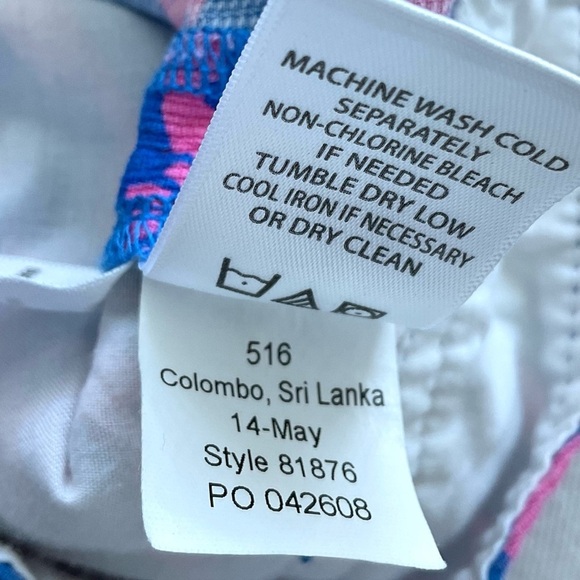 MACHINE WASH COLD
SEPARATELY
NON-CHLORINE BLEACH
IF NEEDED
TUMBLE DRY LOW
COOL IRON IF NECESSARY
OR DRY CLEAN
516
Colombo, Sri Lanka
14-May
Style 81876
PO 042608